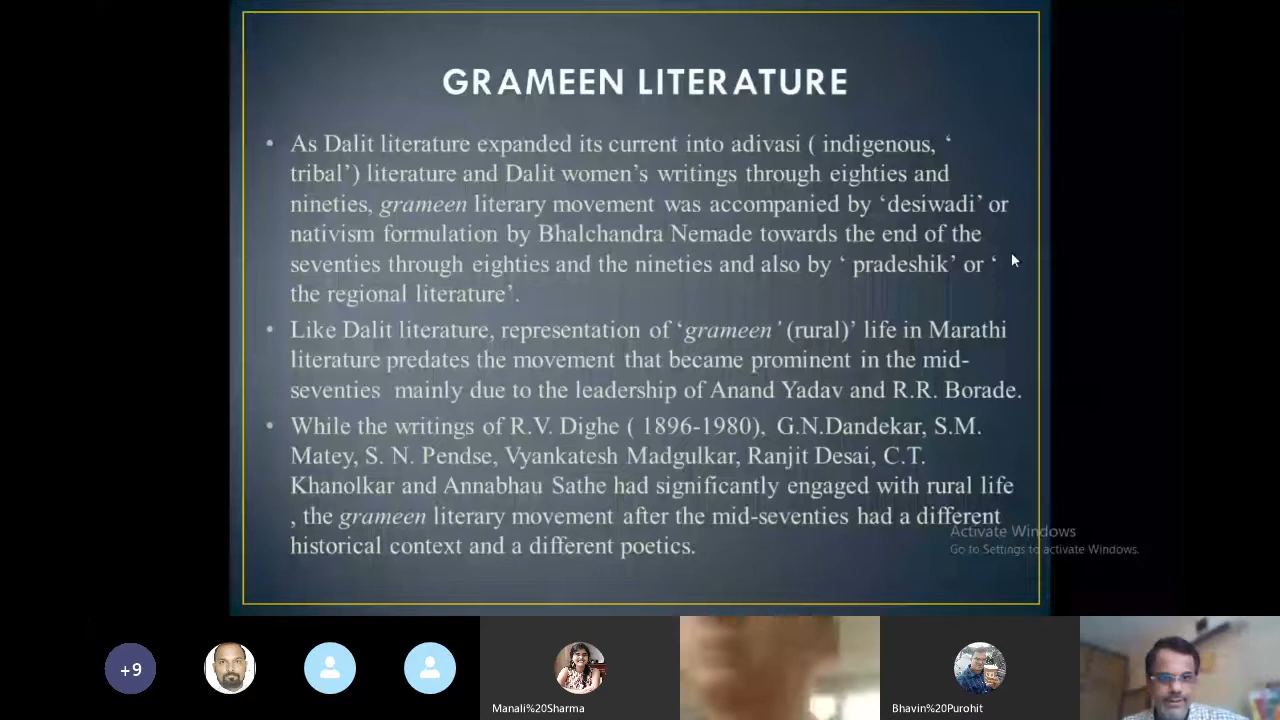 GRAMEEN LITERATURE
• As Dalit literature expanded its current into adivasi ( indigenous, ‘
tribal’) literature and Dalit women’s writings through eighties and
nineties, grameen literary movement was accompanied by ‘desiwadi’ or
nativism formulation by Bhalchandra Nemade towards the end of the
seventies through eighties and the nineties and also by ‘ pradeshik’ or ‘
the regional literature’.
• Like Dalit literature, representation of ‘grameen ’ (rural)’ life in Marathi
literature predates the movement that became prominent in the mid-
seventies mainly due to the leadership of Anand Yadav and R.R. Borade.
• While the writings of R.V. Dighe ( 1896-1980), G.N.Dandekar, S.M.
Matey, S. N. Pendse, Vyankatesh Madgulkar, Ranjit Desai, C.T.
Khanolkar and Annabhau Sathe had significantly engaged with rural life
, the grameen literary movement after the mid-seventies had a different
historical context and a different poetics.
Activate Windows
Go to Settings to activate Windows.
+9
Manali%20Sharma
Bhavin%20Purohit